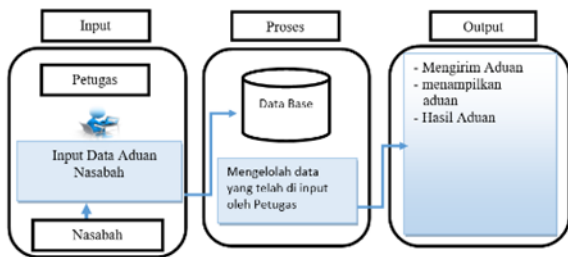 Input
Petugas
Input Data Aduan
Nasabah
Nasabah
Proses
Data Base
Mengelolah data
yang telah di input
oleh Petugas
Output
- Mengirim Aduan
- menampilkan
aduan
- Hasil Aduan